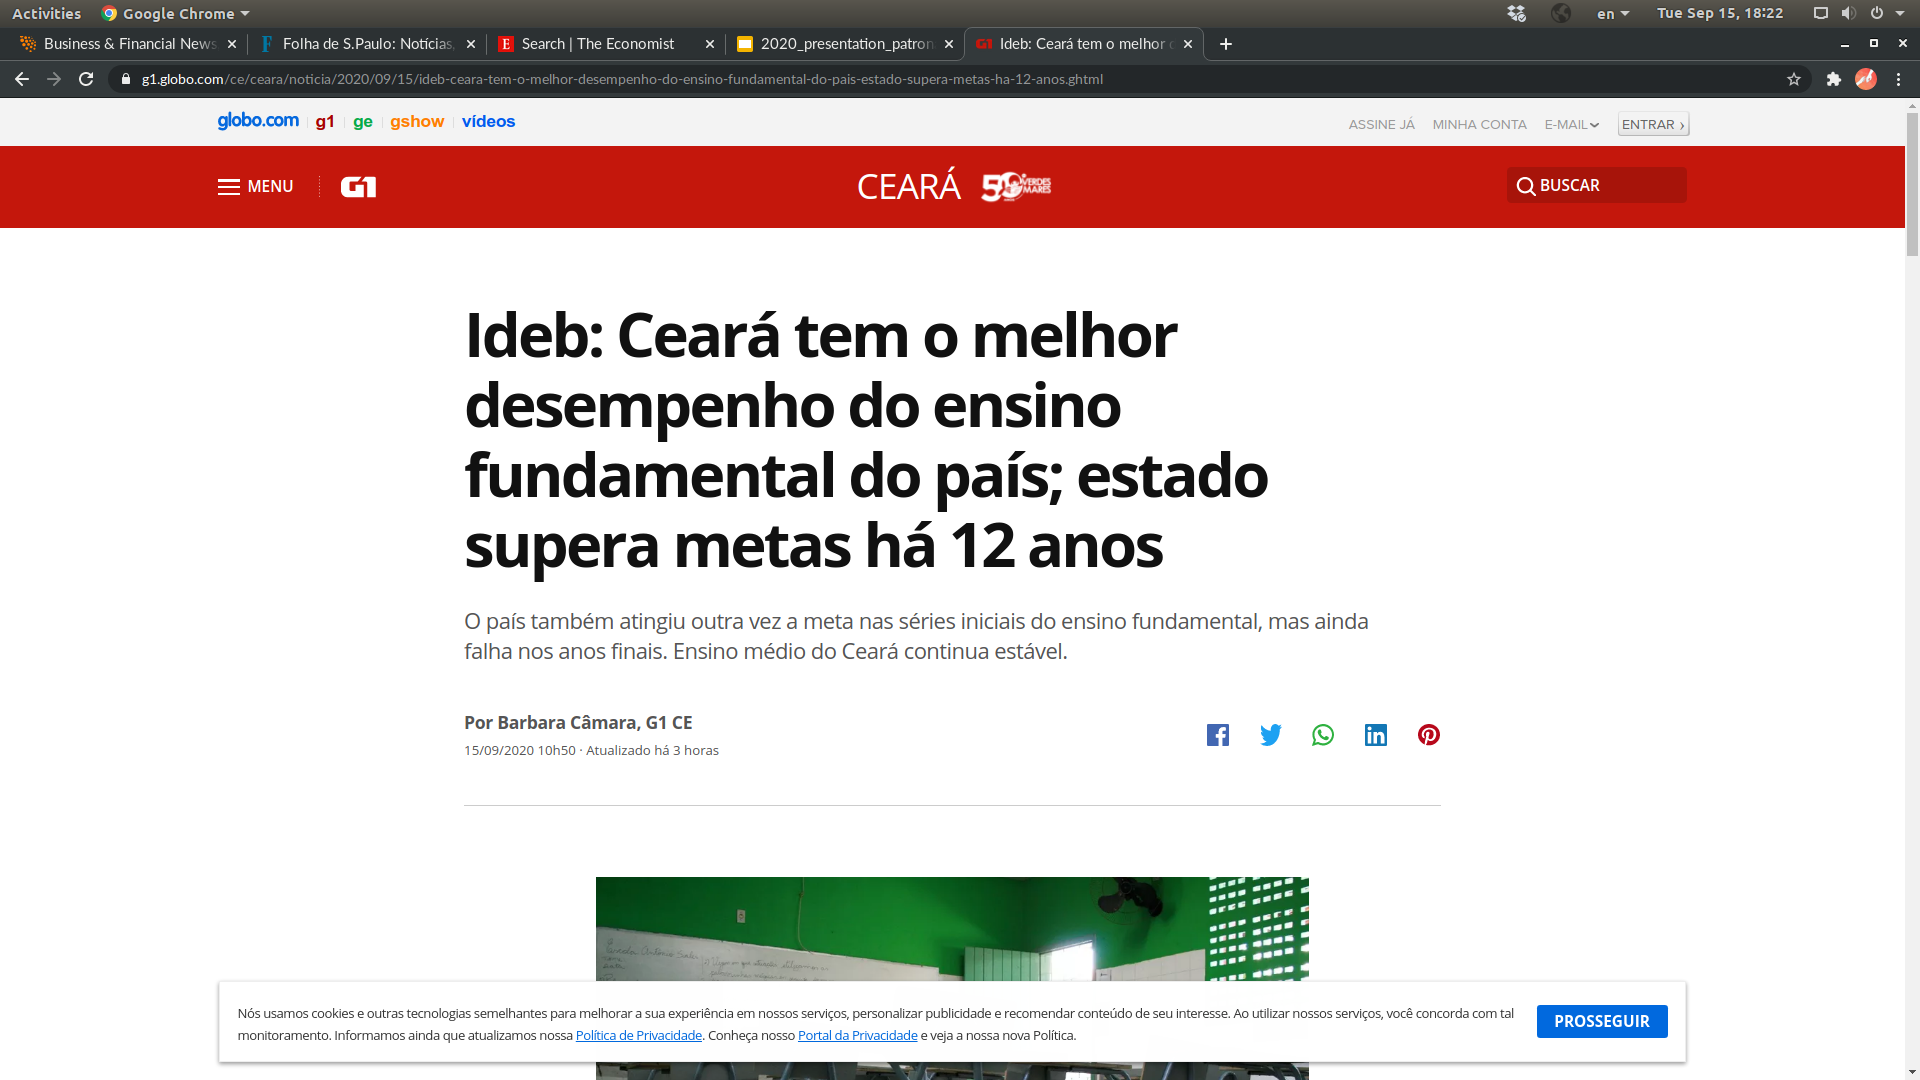 Activities Google Chrome en Tue Sep 15, 18:22
Business & Financial News Folha de S.Paulo: Notícias, Search | The Economist 2020_presentation_patron Ideb: Ceará tem o melhor d
g1.globo.com/ce/ceara/noticia/2020/09/15/ideb-ceara-tem-o-melhor-desempenho-do-ensino-fundamental-do-pais-estado-supera-metas-ha-12-anos.ghtml
globo.com g1 ge gshow vídeos ASSINE JÁ MINHA CONTA E-MAIL ENTRAR ›
MENU G1 CEARÁ 50 VERDES MARES BUSCAR
Ideb: Ceará tem o melhor
desempenho do ensino
fundamental do país; estado
supera metas há 12 anos
O país também atingiu outra vez a meta nas séries iniciais do ensino fundamental, mas ainda
falha nos anos finais. Ensino médio do Ceará continua estável.
Por Barbara Câmara, G1 CE
15/09/2020 10h50 · Atualizado há 3 horas
Nós usamos cookies e outras tecnologias semelhantes para melhorar a sua experiência em nossos serviços, personalizar publicidade e recomendar conteúdo de seu interesse. Ao utilizar nossos serviços, você concorda com tal
monitoramento. Informamos ainda que atualizamos nossa Política de Privacidade. Conheça nosso Portal da Privacidade e veja a nossa nova Política.
PROSSEGUIR